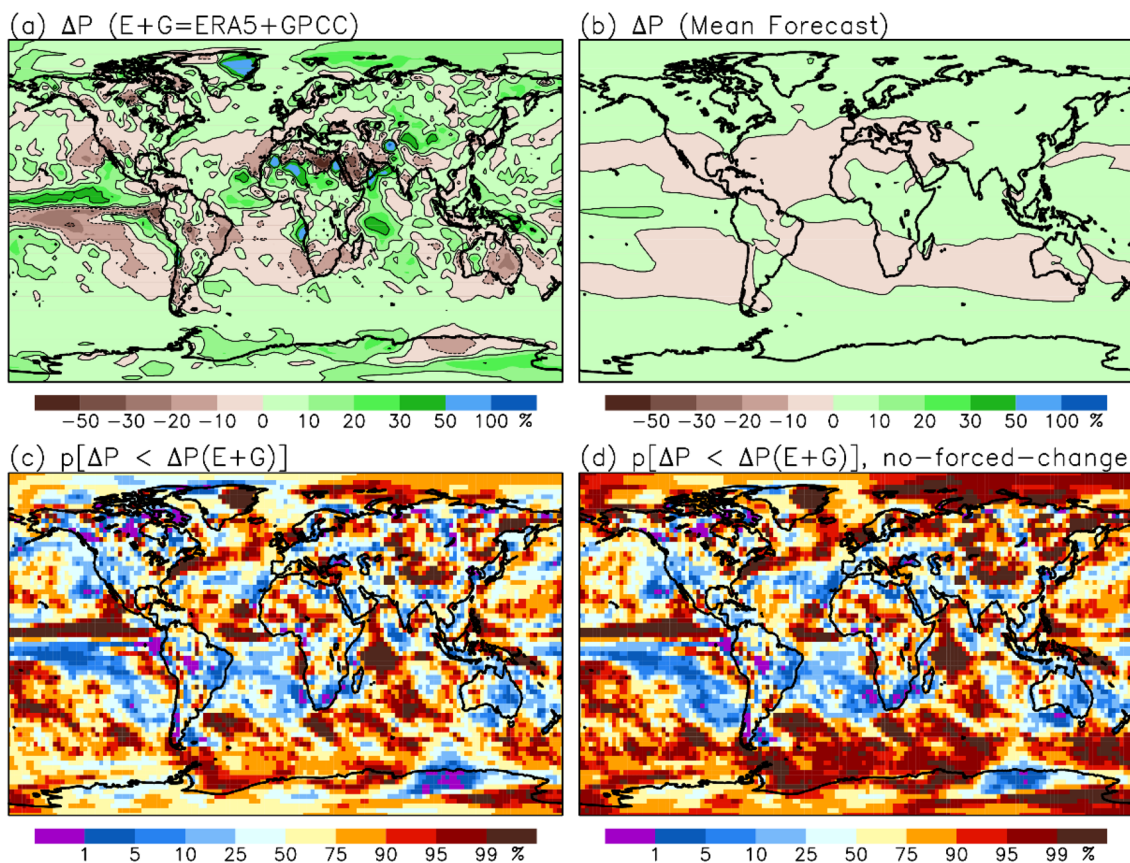 (a) ΔP (E+G=ERA5+GPCC)
(b) ΔP (Mean Forecast)
−50 −30 −20 −10 0 10 20 30 50 100 %
−50 −30 −20 −10 0 10 20 30 50 100 %
(c) p[ΔP < ΔP(E+G)]
(d) p[ΔP < ΔP(E+G)], no-forced-change
1 5 10 25 50 75 90 95 99 %
1 5 10 25 50 75 90 95 99 %